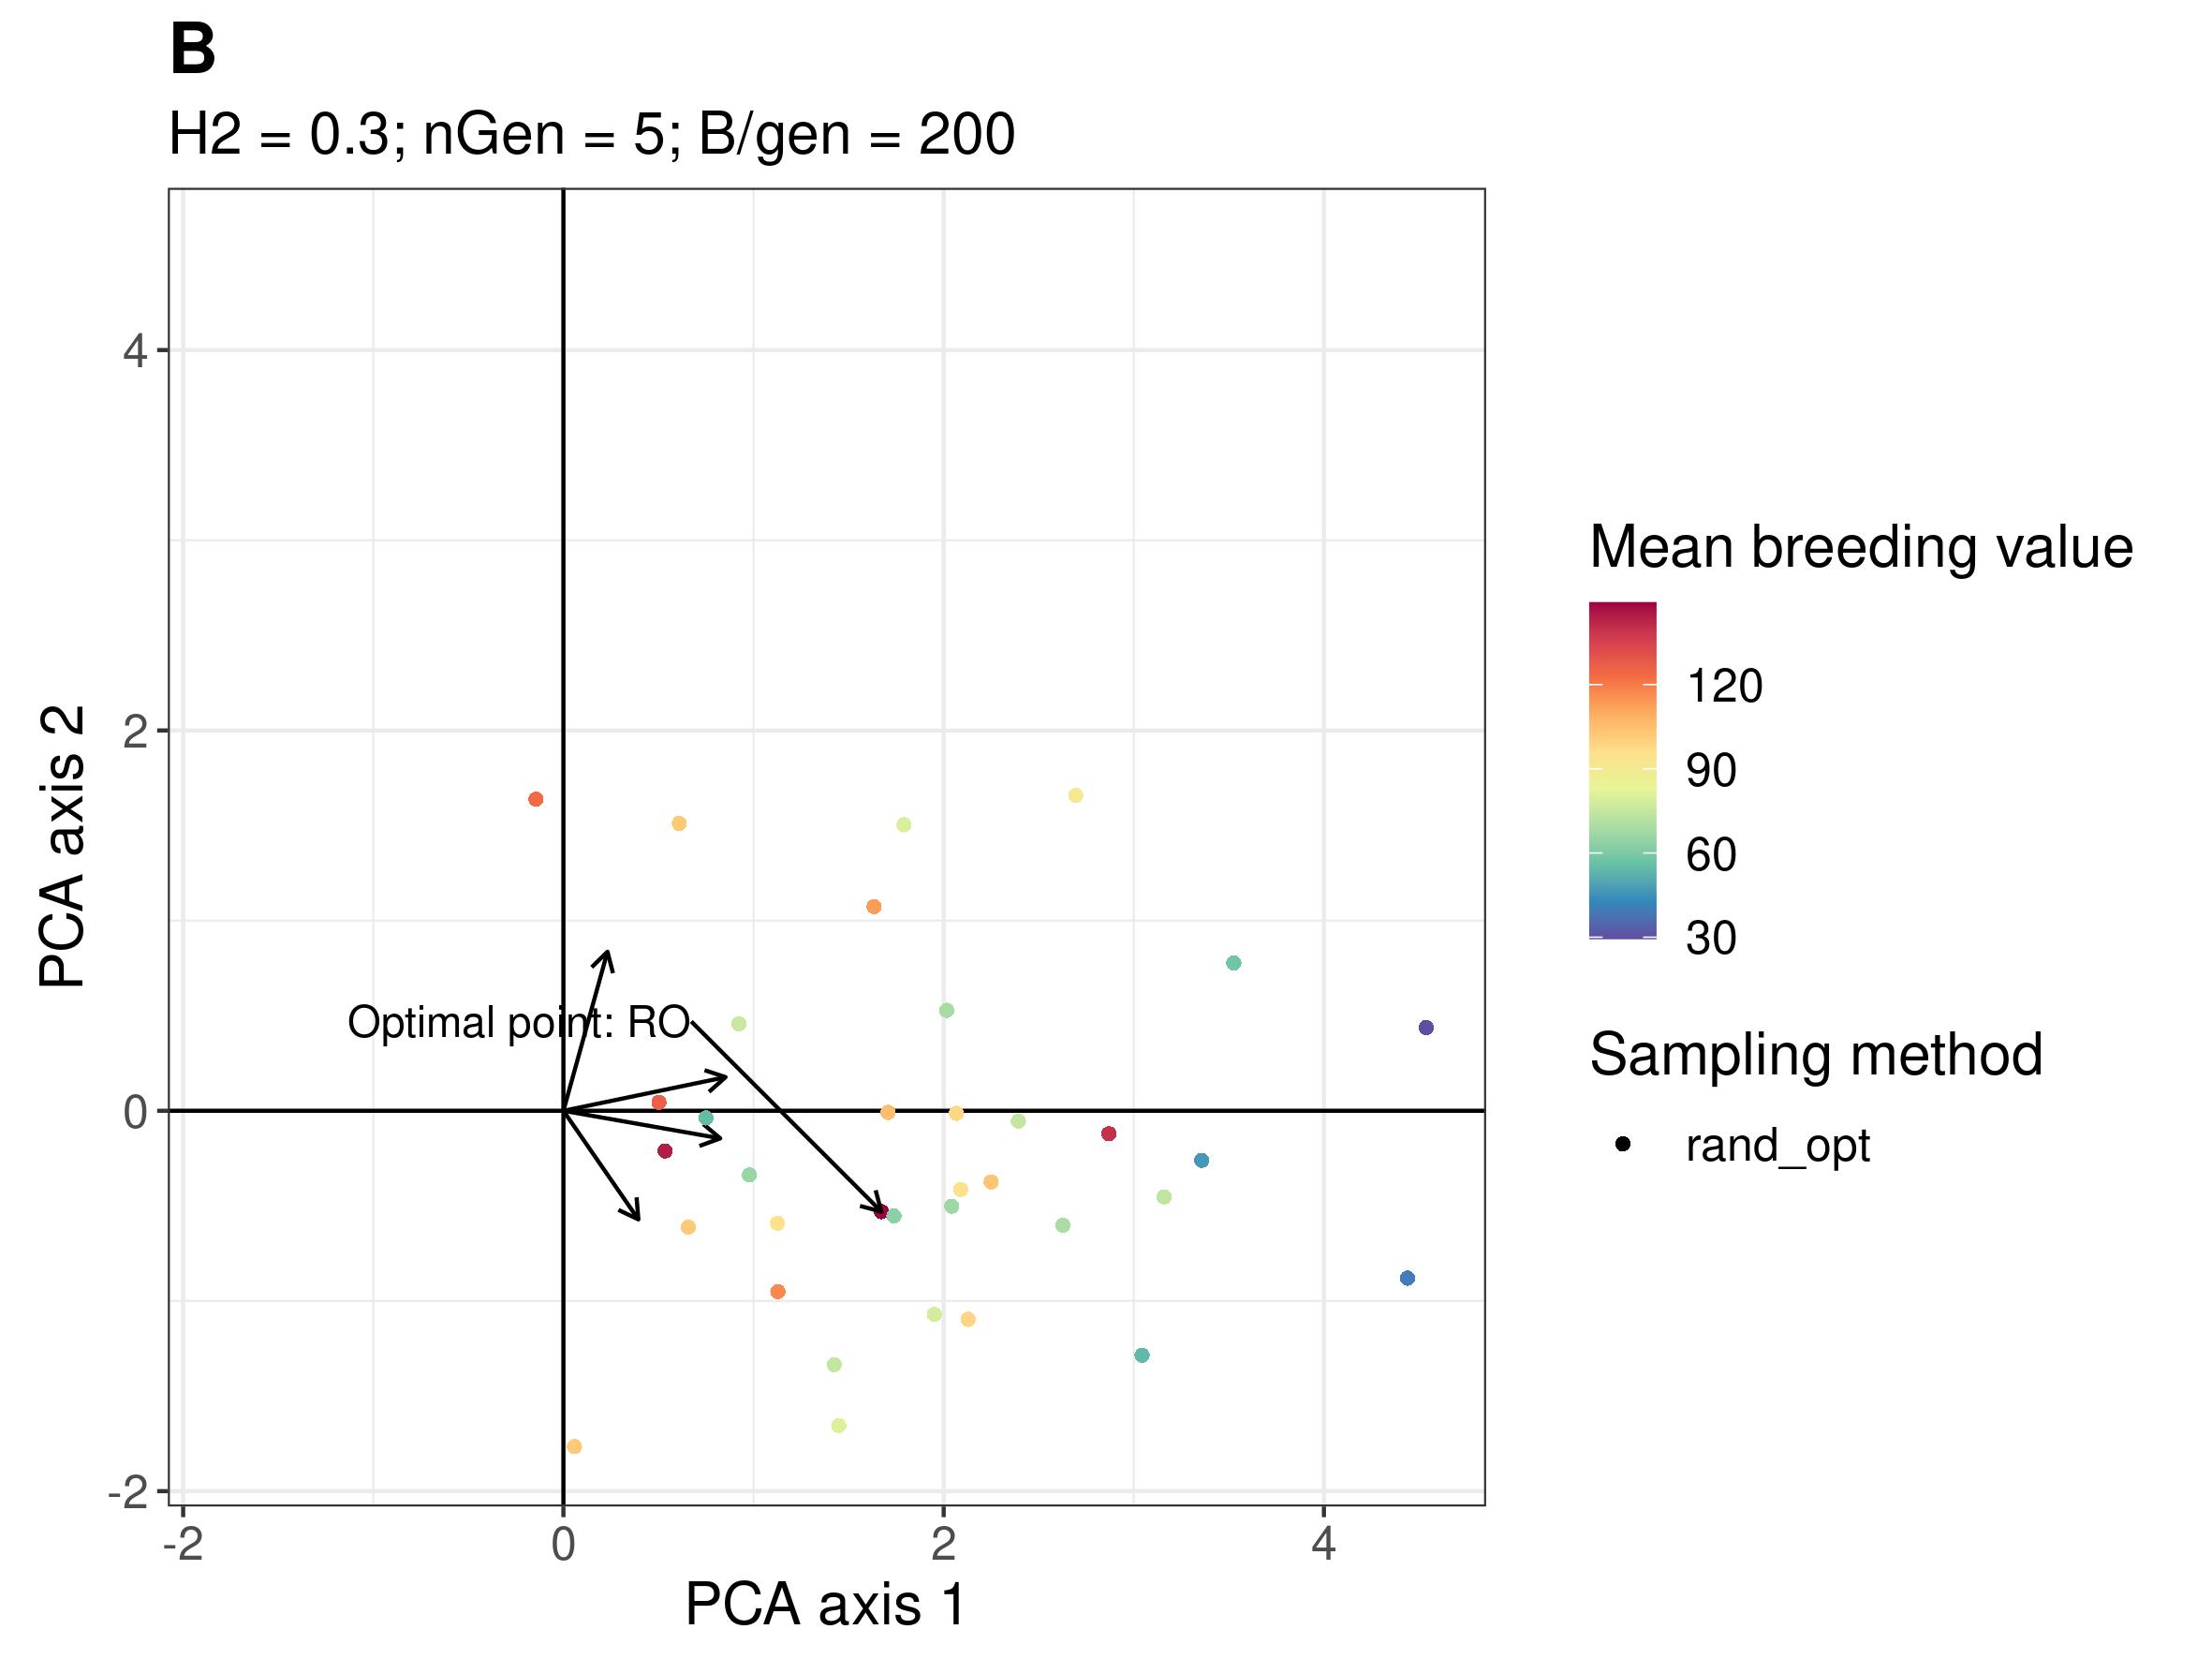 B
H2 = 0.3; nGen = 5; B/gen = 200
4
2
0
-2
PCA axis 2
Optimal point: RO
-2 0 2 4
PCA axis 1
Mean breeding value
120
90
60
30
Sampling method
rand_opt